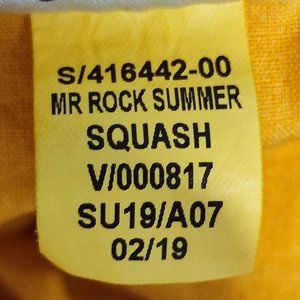 S/416442-00
MR ROCK SUMMER
SQUASH
V/000817
SU19/A07
02/19